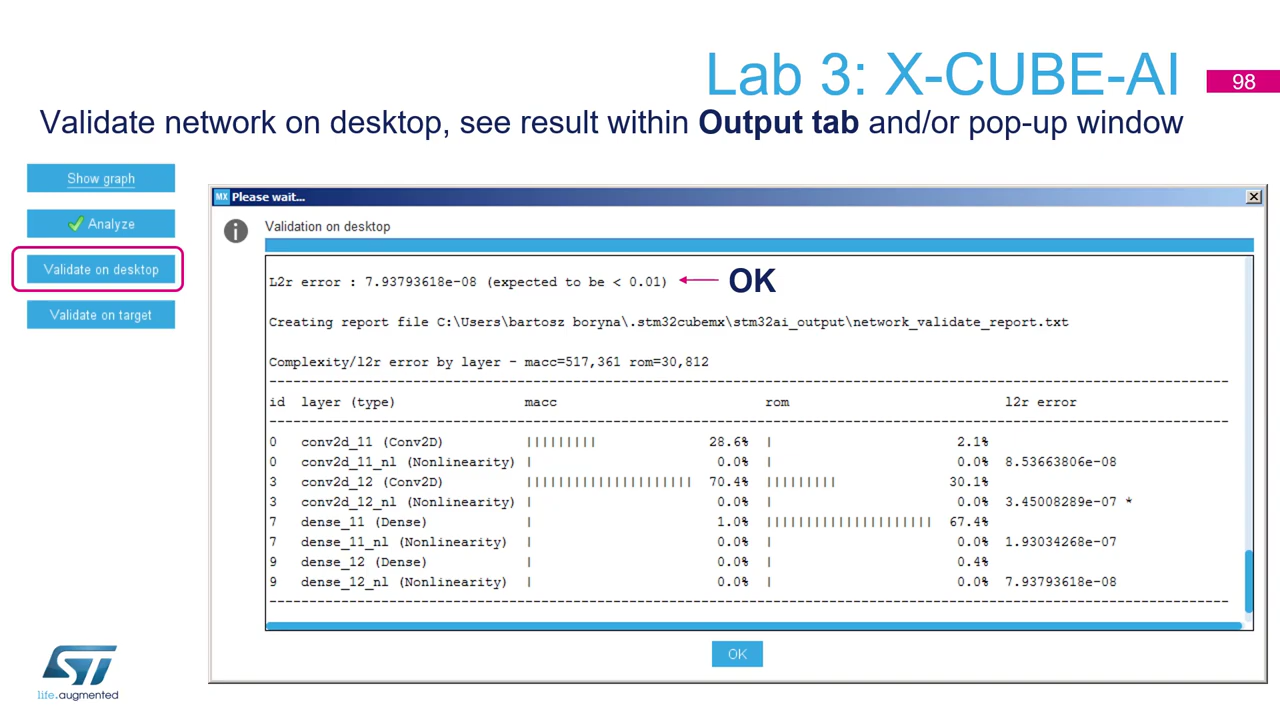 Lab 3: X-CUBE-AI
98
Validate network on desktop, see result within Output tab and/or pop-up window
Show graph
Analyze
Validate on desktop
Validate on target
MX Please wait...
Validation on desktop
L2r error : 7.93793618e-08 (expected to be < 0.01)
OK
Creating report file C:\Users\bartosz boryna\.stm32cubemx\stm32ai_output\network_validate_report.txt
Complexity/l2r error by layer - macc=517,361 rom=30,812
------------------------------------------------------------------------------------------------------------------------
id layer (type) macc rom l2r error
------------------------------------------------------------------------------------------------------------------------
0 conv2d_11 (Conv2D) ||||||||| 28.6% | 2.1%
0 conv2d_11_nl (Nonlinearity) | 0.0% | 0.0% 8.53663806e-08
3 conv2d_12 (Conv2D) ||||||||||||||||||||| 70.4% ||||||||| 30.1%
3 conv2d_12_nl (Nonlinearity) | 0.0% | 0.0% 3.45008289e-07 *
7 dense_11 (Dense) | 1.0% ||||||||||||||||||||| 67.4%
7 dense_11_nl (Nonlinearity) | 0.0% | 0.0% 1.93034268e-07
9 dense_12 (Dense) | 0.0% | 0.4%
9 dense_12_nl (Nonlinearity) | 0.0% | 0.0% 7.93793618e-08
------------------------------------------------------------------------------------------------------------------------
OK
ST
life.augmented